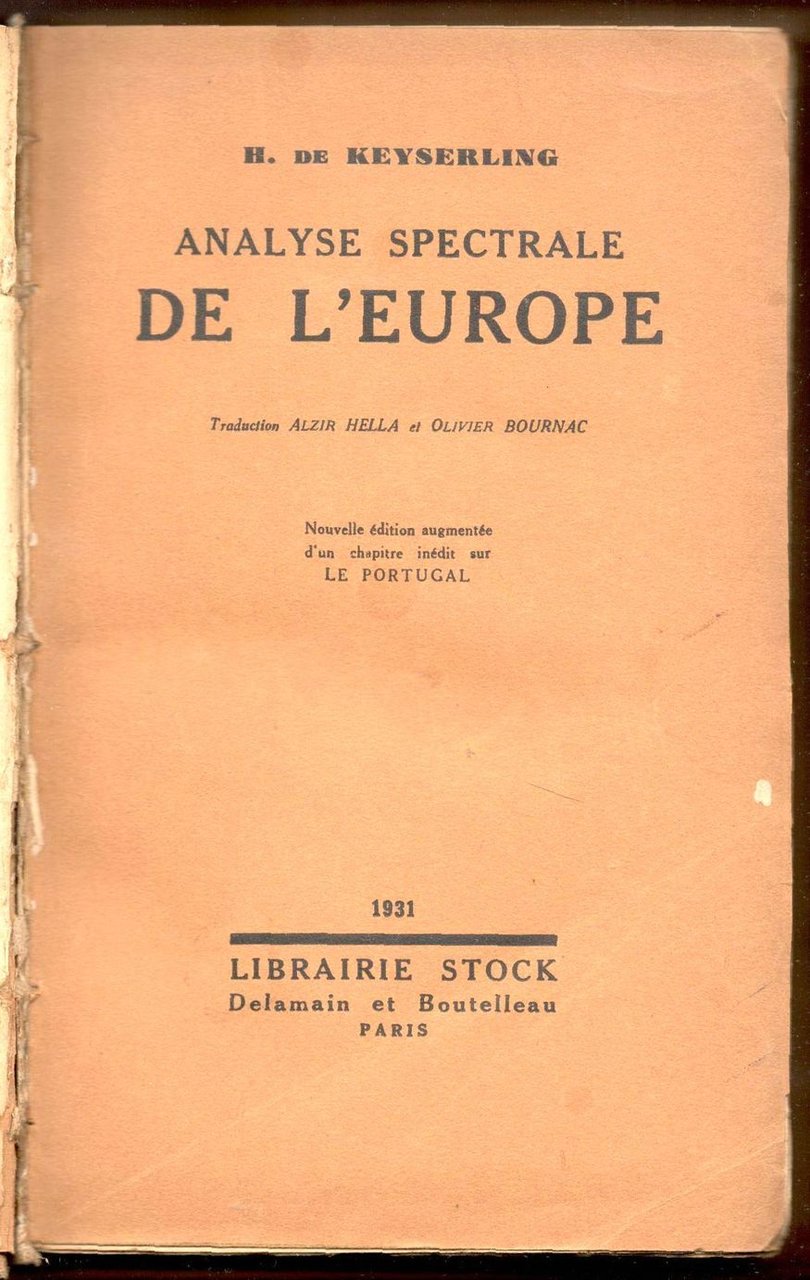 H. DE KEYSERLING
ANALYSE SPECTRALE
DE L'EUROPE
Traduction ALZIR HELLA et OLIVIER BOURNAC
Nouvelle édition augmentée
d'un chapitre inédit sur
LE PORTUGAL
1931
LIBRAIRIE STOCK
Delamain et Boutelleau
PARIS